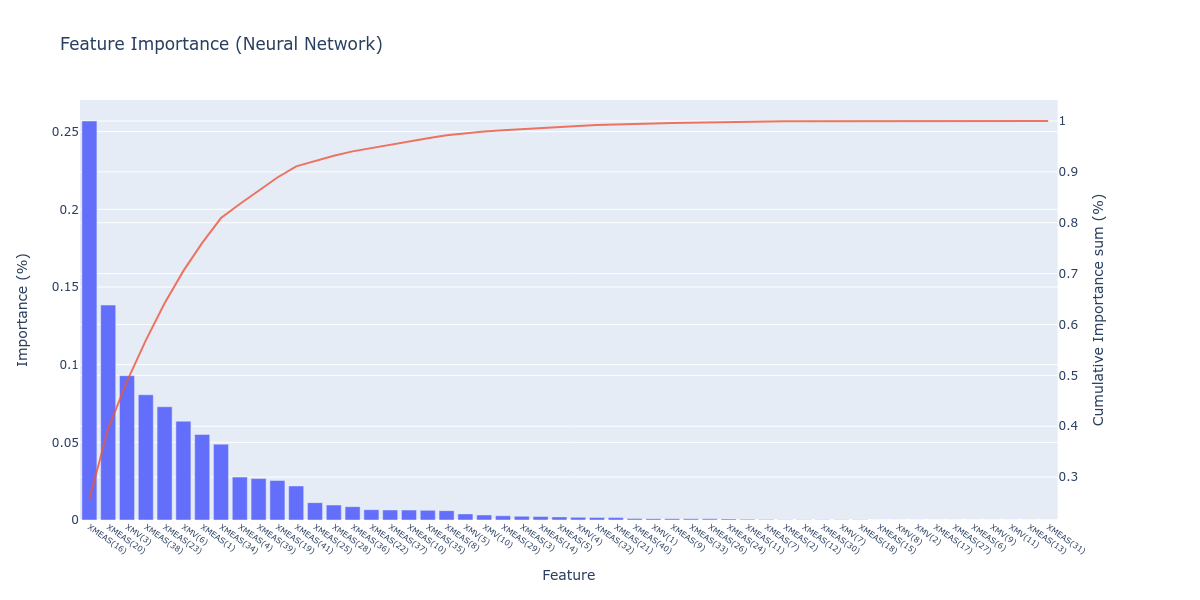 Feature Importance (Neural Network)
0.25
0.2
0.15
0.1
0.05
0
Importance (%)
1
0.9
0.8
0.7
0.6
0.5
0.4
0.3
Cumulative Importance sum (%)
XMEAS(16)
XMEAS(20)
XMV(3)
XMEAS(38)
XMEAS(23)
XMV(6)
XMEAS(1)
XMEAS(34)
XMEAS(4)
XMEAS(39)
XMEAS(19)
XMEAS(41)
XMEAS(25)
XMEAS(28)
XMEAS(36)
XMEAS(22)
XMEAS(37)
XMEAS(10)
XMEAS(35)
XMEAS(8)
XMV(5)
XMV(10)
XMEAS(29)
XMEAS(3)
XMEAS(14)
XMEAS(5)
XMV(4)
XMEAS(32)
XMEAS(21)
XMEAS(40)
XMV(1)
XMEAS(9)
XMEAS(33)
XMEAS(26)
XMEAS(24)
XMEAS(11)
XMEAS(7)
XMEAS(2)
XMEAS(12)
XMEAS(30)
XMV(7)
XMEAS(18)
XMEAS(15)
XMV(8)
XMV(2)
XMEAS(17)
XMEAS(27)
XMEAS(6)
XMV(9)
XMV(11)
XMEAS(13)
XMEAS(31)
Feature